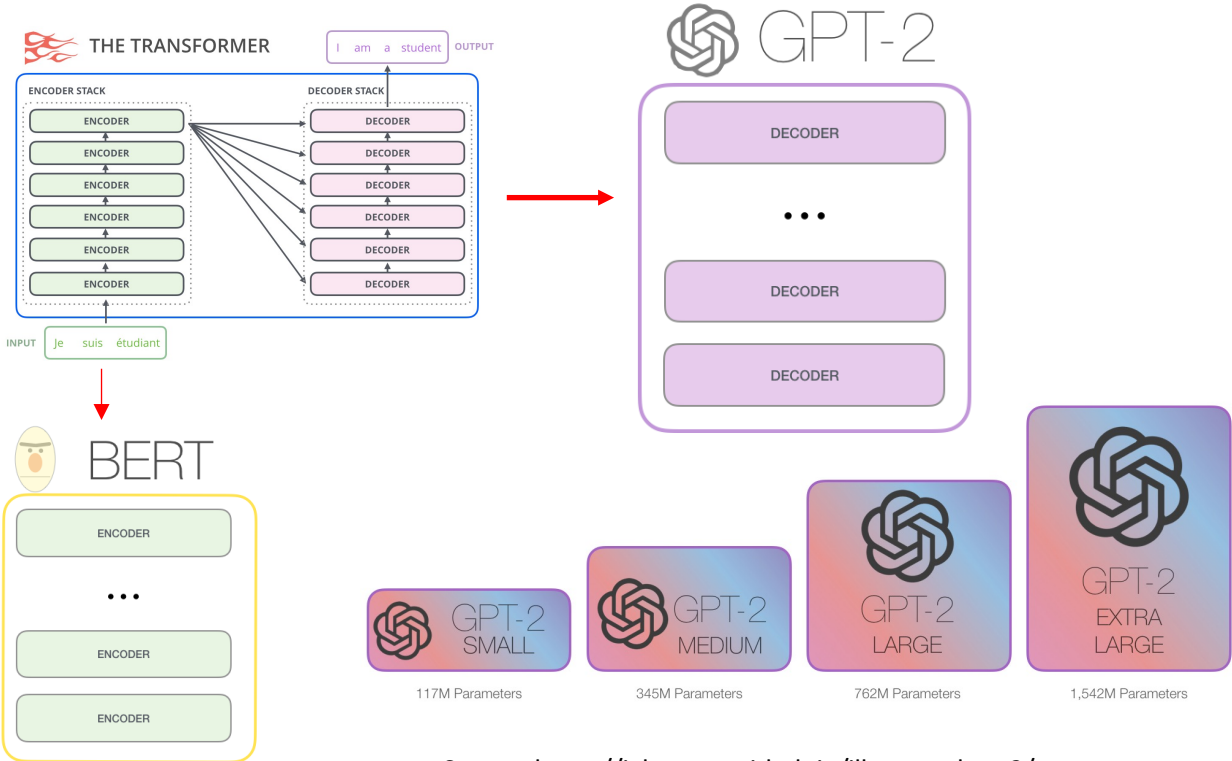 THE TRANSFORMER
I am a student OUTPUT
ENCODER STACK
DECODER STACK
ENCODER
ENCODER
ENCODER
ENCODER
ENCODER
ENCODER
DECODER
DECODER
DECODER
DECODER
DECODER
DECODER
INPUT Je suis étudiant
GPT-2
DECODER
...
DECODER
DECODER
BERT
ENCODER
...
ENCODER
ENCODER
GPT-2
SMALL
117M Parameters
GPT-2
MEDIUM
345M Parameters
GPT-2
LARGE
762M Parameters
GPT-2
EXTRA
LARGE
1,542M Parameters